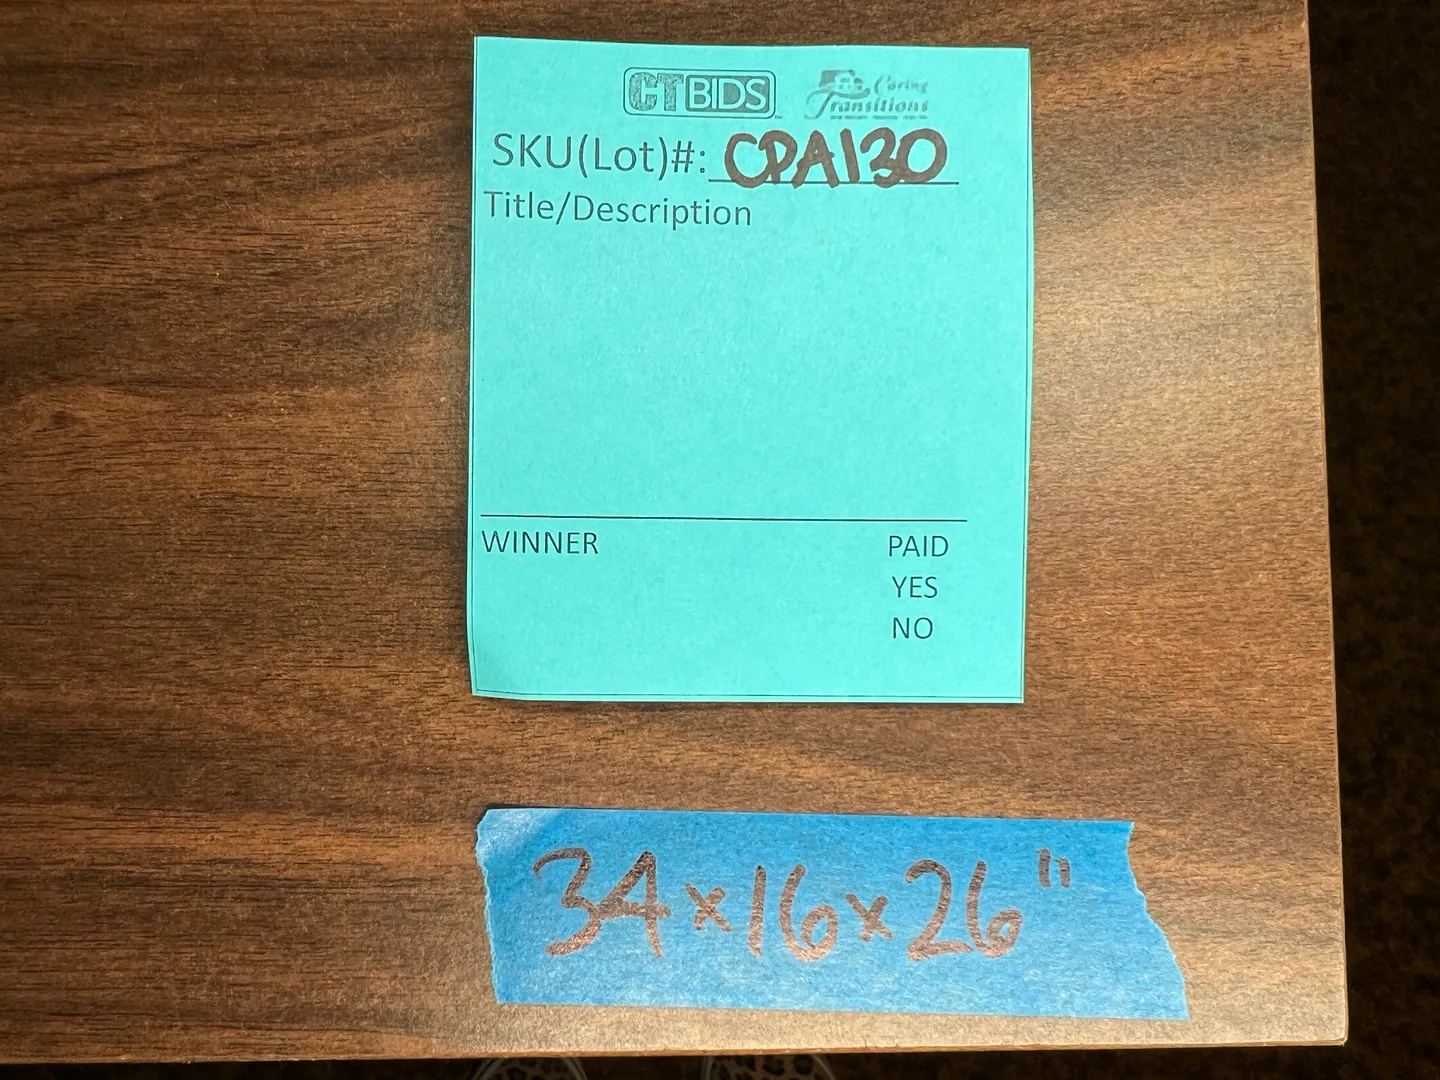 CTBIDS
Caring
Transitions
SKU(Lot)#: CPA130
Title/Description
WINNER
PAID
YES
NO
34x16x26"